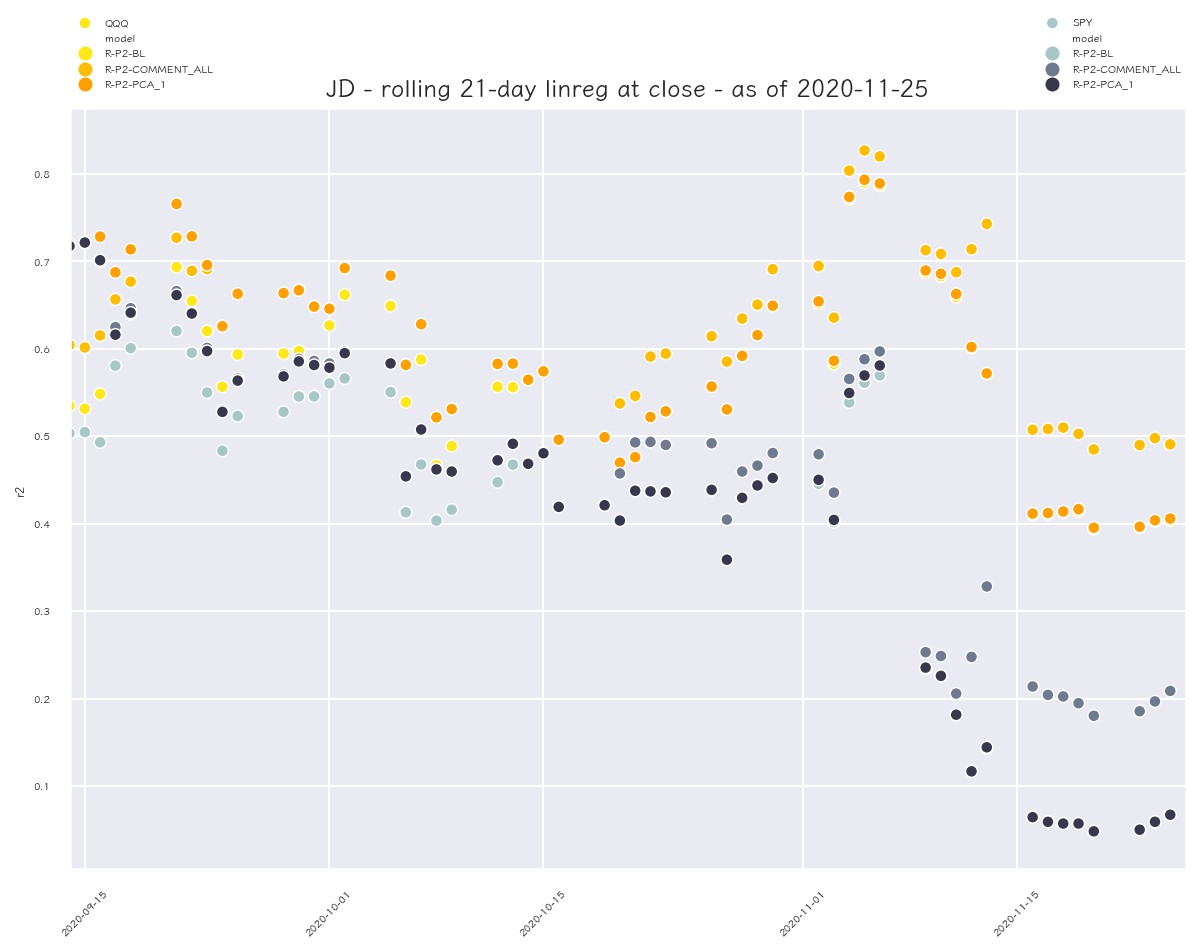 QQQ
model
R-P2-BL
R-P2-COMMENT_ALL
R-P2-PCA_1
SPY
model
R-P2-BL
R-P2-COMMENT_ALL
R-P2-PCA_1
JD - rolling 21-day linreg at close - as of 2020-11-25
0.8
0.7
0.6
0.5
0.4
0.3
0.2
0.1
r2
2020-09-15
2020-10-01
2020-10-15
2020-11-01
2020-11-15